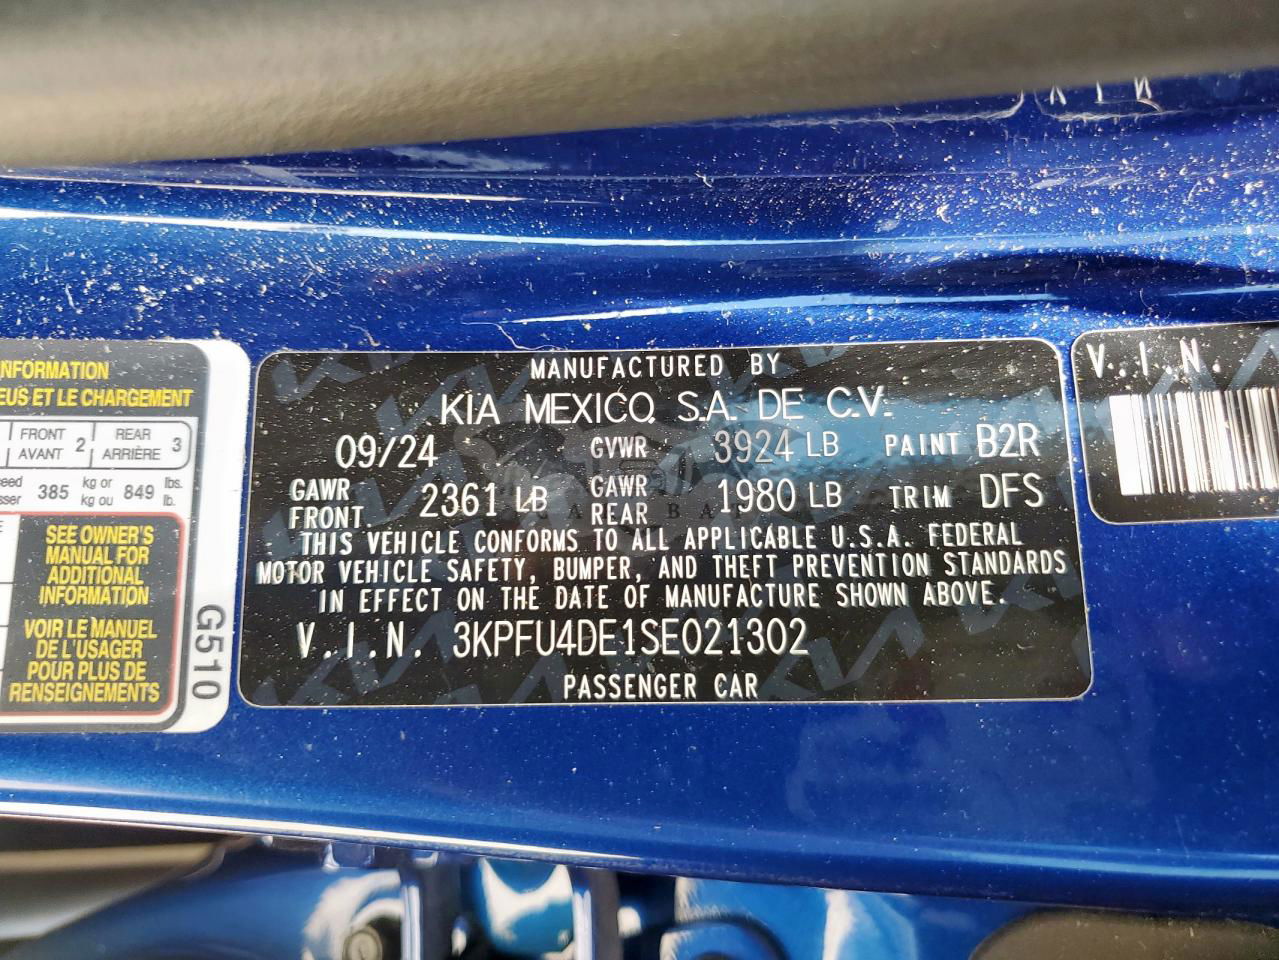 INFORMATION
EUS ET LE CHARGEMENT
FRONT AVANT 2 REAR ARRIÈRE 3
385 kg or kg ou 849 lbs. lb.
SEE OWNER'S
MANUAL FOR
ADDITIONAL
INFORMATION
VOIR LE MANUEL
DE L'USAGER
POUR PLUS DE
RENSEIGNEMENTS
G510
MANUFACTURED BY
KIA MEXICO, S.A. DE C.V.
09/24 GVWR 3924 LB PAINT B2R
GAWR FRONT 2361 LB GAWR REAR 1980 LB TRIM DFS
THIS VEHICLE CONFORMS TO ALL APPLICABLE U.S.A. FEDERAL
MOTOR VEHICLE SAFETY, BUMPER, AND THEFT PREVENTION STANDARDS
IN EFFECT ON THE DATE OF MANUFACTURE SHOWN ABOVE.
V.I.N. 3KPFU4DE1SE021302
PASSENGER CAR
V.I.N.